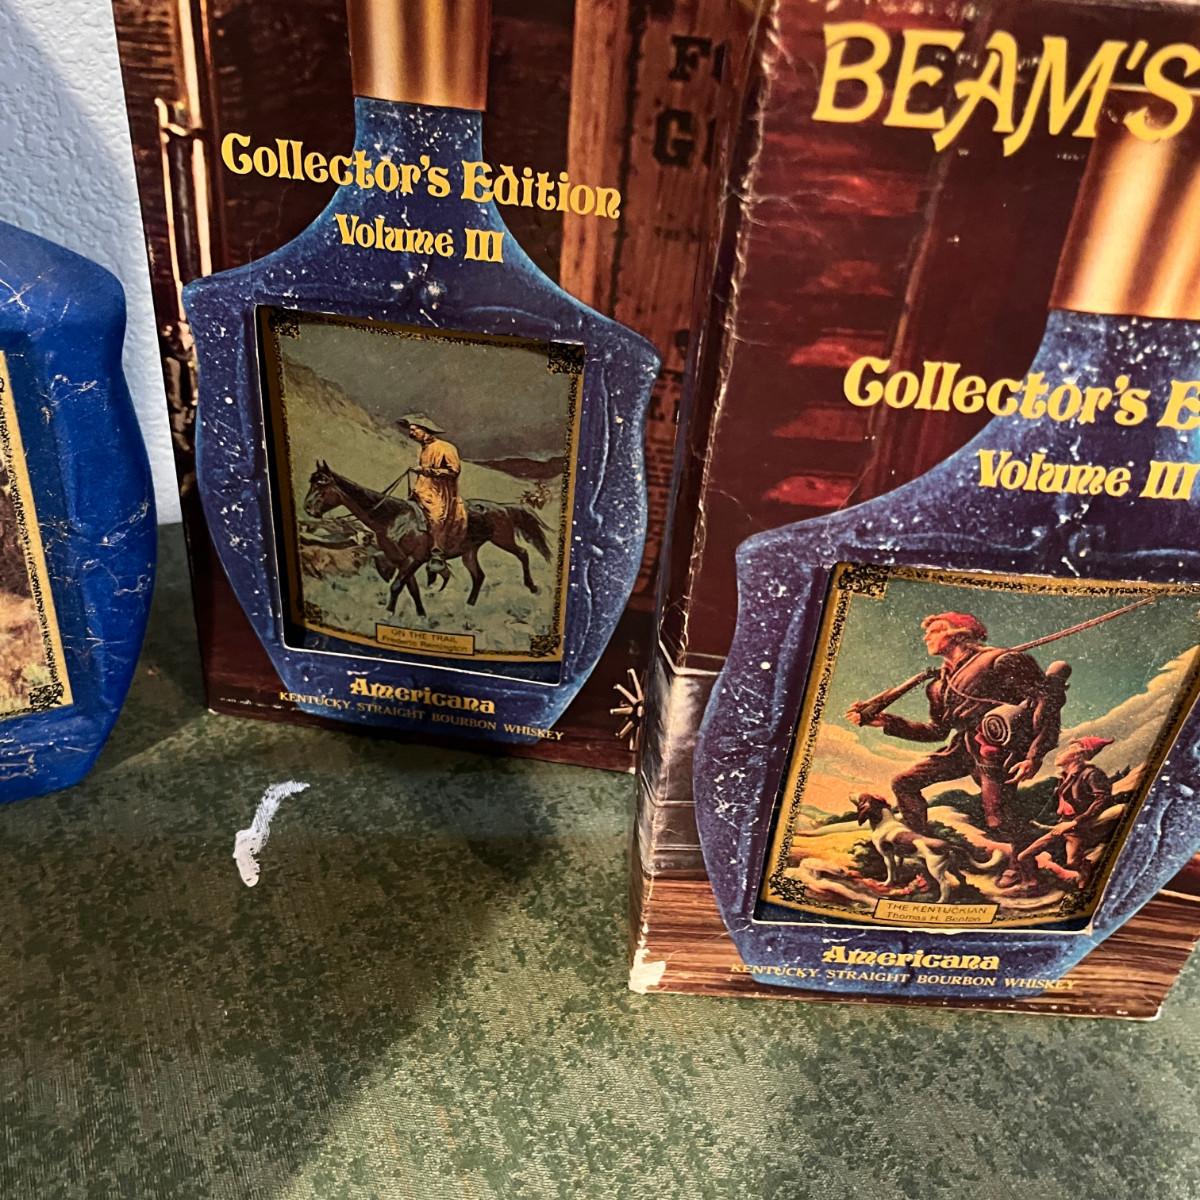 Collector's Edition
Volume III
ON THE TRAIL
Frederic Remington
Americana
KENTUCKY STRAIGHT BOURBON WHISKEY
BEAM'S
Collector's E
Volume III
THE KENTUCKIAN
Thomas H. Benton
Americana
KENTUCKY STRAIGHT BOURBON WHISKEY